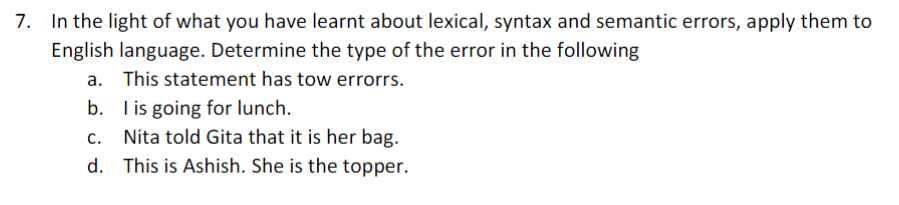 7. In the light of what you have learnt about lexical, syntax and semantic errors, apply them to
English language. Determine the type of the error in the following
a. This statement has tow errorrs.
b. I is going for lunch.
c. Nita told Gita that it is her bag.
d. This is Ashish. She is the topper.